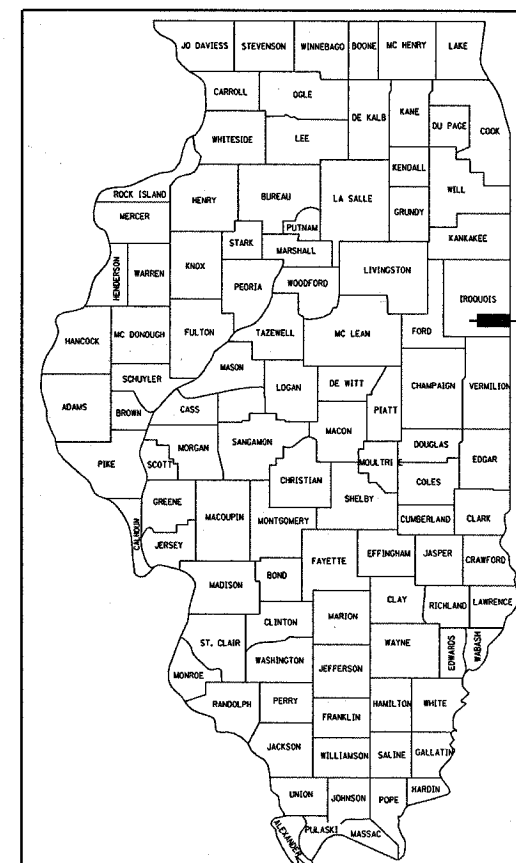 JO DAVIESS STEVENSON WINNEBAGO BOONE MC HENRY LAKE
CARROLL OGLE
DE KALB KANE
DU PAGE COOK
WHITESIDE LEE
KENDALL
WILL
ROCK ISLAND
HENRY BUREAU LA SALLE
MERCER GRUNDY
PUTNAM
STARK
MARSHALL KANKAKEE
HENDERSON WARREN KNOX
PEORIA WOODFORD LIVINGSTON
IROQUOIS
HANCOCK MC DONOUGH FULTON TAZEWELL MC LEAN FORD
MASON
SCHUYLER
LOGAN DE WITT CHAMPAIGN VERMILION
ADAMS BROWN CASS
PIATT
MACON
MORGAN SANGAMON DOUGLAS
PIKE SCOTT MOULTRIE EDGAR
CHRISTIAN COLES
GREENE
MACOUPIN SHELBY
MONTGOMERY CUMBERLAND CLARK
CALHOUN JERSEY
FAYETTE EFFINGHAM JASPER CRAWFORD
BOND
MADISON
CLAY RICHLAND LAWRENCE
MARION
CLINTON
ST. CLAIR WAYNE EDWARDS WABASH
WASHINGTON JEFFERSON
MONROE
RANDOLPH PERRY HAMILTON WHITE
FRANKLIN
JACKSON
WILLIAMSON SALINE GALLATIN
UNION JOHNSON POPE HARDIN
ALEXANDER PULASKI MASSAC